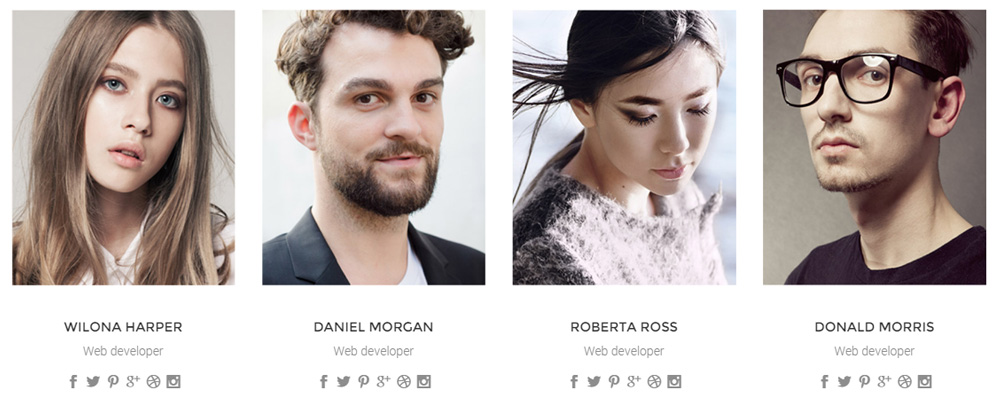 WILONA HARPER
Web developer
DANIEL MORGAN
Web developer
ROBERTA ROSS
Web developer
DONALD MORRIS
Web developer